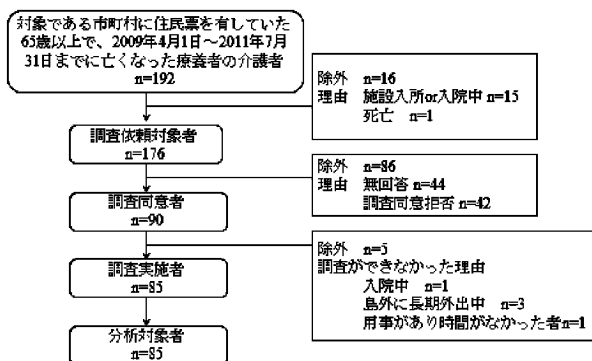 対象である市町村に住民票を有していた
65歳以上で、2009年4月1日～2011年7月
31日までに亡くなった療養者の介護者
n=192
除外　n=16
理由　施設入所or入院中 n=15
死亡　n=1
調査依頼対象者
n=176
除外　n=86
理由　無回答 n=44
調査同意拒否 n=42
調査同意者
n=90
除外　n=5
調査ができなかった理由
入院中　n=1
島外に長期外出中　n=3
用事があり時間がなかった者n=1
調査実施者
n=85
分析対象者
n=85